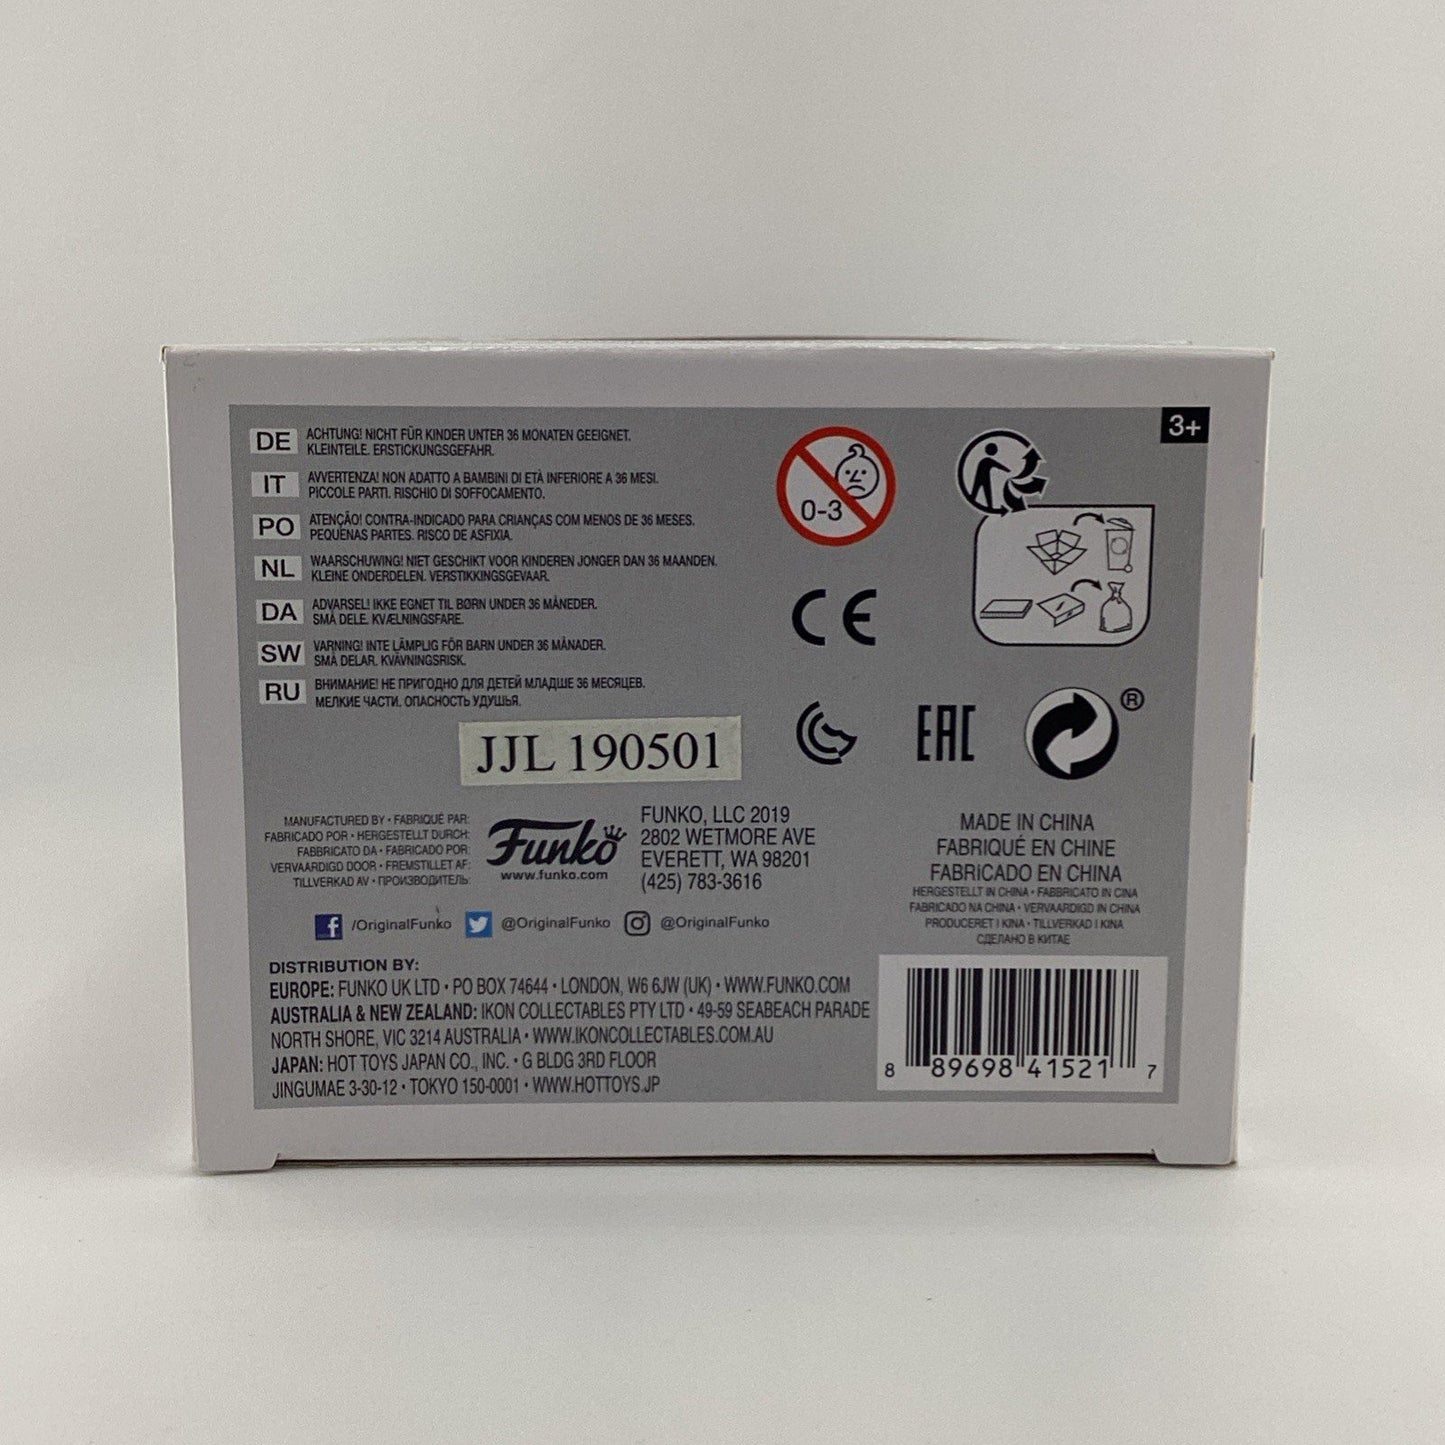 3+
DE
ACHTUNG! NICHT FÜR KINDER UNTER 36 MONATEN GEEIGNET.
KLEINTEILE. ERSTICKUNGSGEFAHR.
IT
AVVERTENZA! NON ADATTO A BAMBINI DI ETÀ INFERIORE A 36 MESI.
PICCOLE PARTI. RISCHIO DI SOFFOCAMENTO.
PO
ATENÇÃO! CONTRA-INDICADO PARA CRIANÇAS COM MENOS DE 36 MESES.
PEQUENAS PARTES. RISCO DE ASFIXIA.
NL
WAARSCHUWING! NIET GESCHIKT VOOR KINDEREN JONGER DAN 36 MAANDEN.
KLEINE ONDERDELEN. VERSTIKKINGSGEVAAR.
DA
ADVARSEL! IKKE EGNET TIL BØRN UNDER 36 MÅNEDER.
SMÅ DELE. KVÆLNINGSFARE.
SW
VARNING! INTE LÄMPLIG FÖR BARN UNDER 36 MÅNADER.
SMÅ DELAR. KVÄVNINGSRISK.
RU
ВНИМАНИЕ! НЕ ПРИГОДНО ДЛЯ ДЕТЕЙ МЛАДШЕ 36 МЕСЯЦЕВ.
МЕЛКИЕ ЧАСТИ. ОПАСНОСТЬ УДУШЬЯ.
0-3
CE
EAC
®
JJL 190501
MANUFACTURED BY • FABRIQUÉ PAR:
FABRICADO POR • HERGESTELLT DURCH:
FABBRICATO DA • FABRICADO POR:
VERVAARDIGD DOOR • FREMSTILLET AF:
TILLVERKAD AV • ПРОИЗВОДИТЕЛЬ:
Funko
www.funko.com
FUNKO, LLC 2019
2802 WETMORE AVE
EVERETT, WA 98201
(425) 783-3616
/OriginalFunko @OriginalFunko @OriginalFunko
MADE IN CHINA
FABRIQUÉ EN CHINE
FABRICADO EN CHINA
HERGESTELLT IN CHINA • FABBRICATO IN CINA
FABRICADO NA CHINA • VERVAARDIGD IN CHINA
PRODUCERET I KINA • TILLVERKAD I KINA
СДЕЛАНО В КИТАЕ
DISTRIBUTION BY:
EUROPE: FUNKO UK LTD • PO BOX 74644 • LONDON, W6 6JW (UK) • WWW.FUNKO.COM
AUSTRALIA & NEW ZEALAND: IKON COLLECTABLES PTY LTD • 49-59 SEABEACH PARADE
NORTH SHORE, VIC 3214 AUSTRALIA • WWW.IKONCOLLECTABLES.COM.AU
JAPAN: HOT TOYS JAPAN CO., INC. • G BLDG 3RD FLOOR
JINGUMAE 3-30-12 • TOKYO 150-0001 • WWW.HOTTOYS.JP
8 89698 41521 7